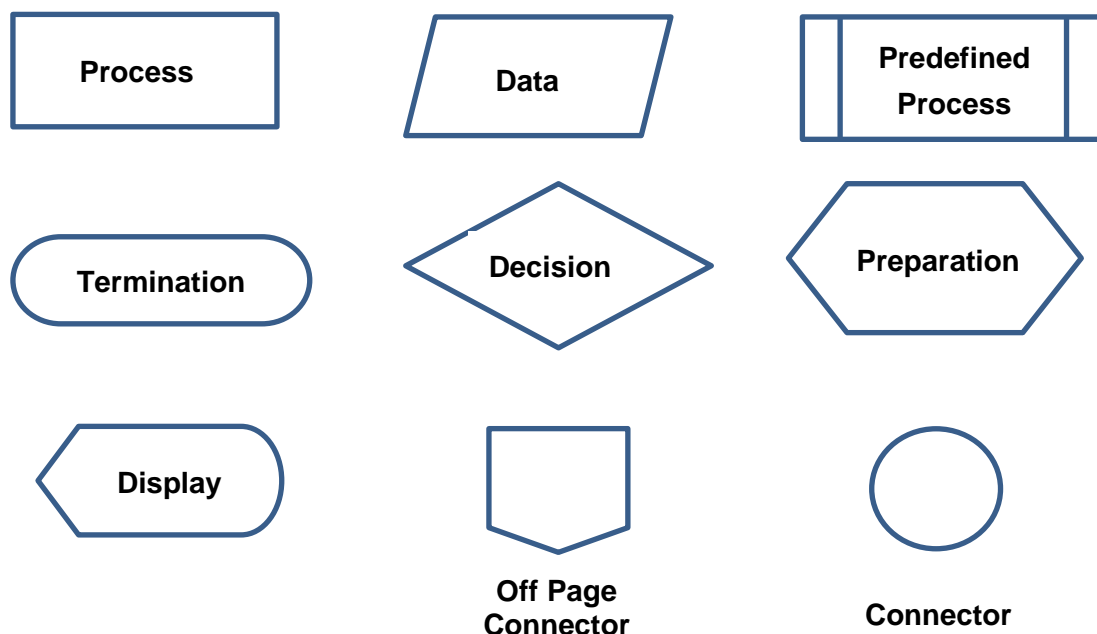 Process
Data
Predefined
Process
Termination
Decision
Preparation
Display
Off Page
Connector
Connector